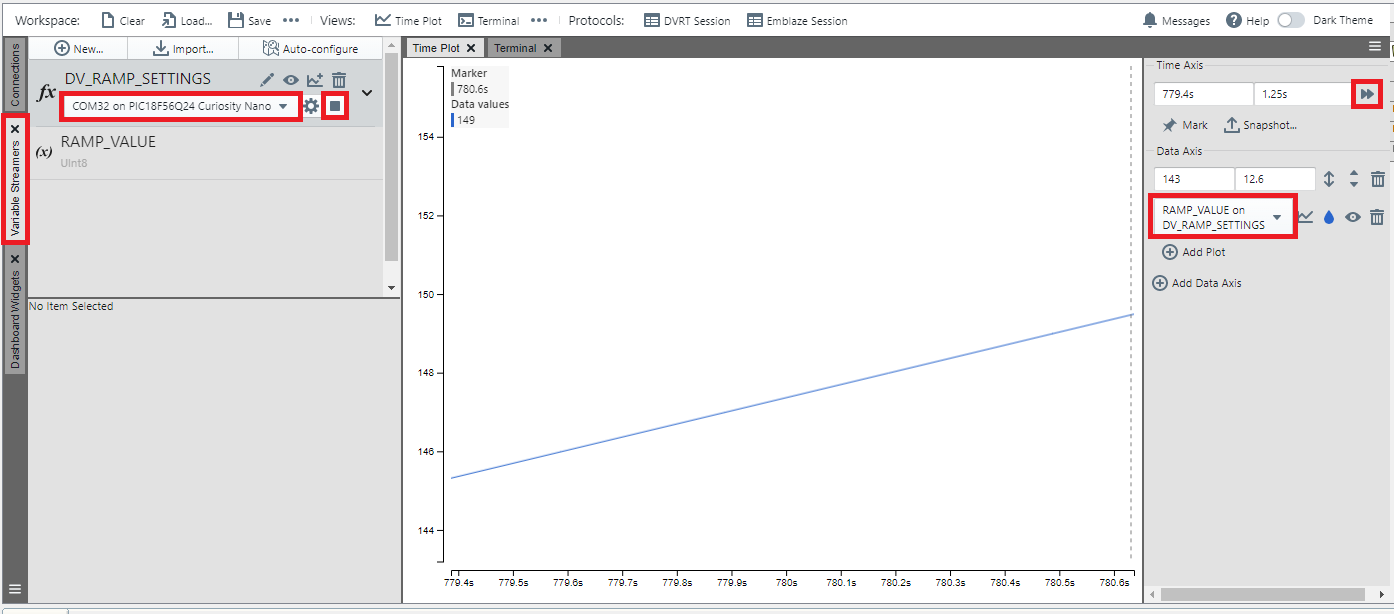 Workspace: Clear Load... Save ••• Views: Time Plot Terminal ••• Protocols: DVRT Session Emblaze Session Messages Help Dark Theme
Connections
Variable Streamers
Dashboard Widgets
New... Import... Auto-configure
fx DV_RAMP_SETTINGS
COM32 on PIC18F56Q24 Curiosity Nano
(x) RAMP_VALUE
UInt8
No Item Selected
Time Plot Terminal
Marker
780.6s
Data values
149
154
152
150
148
146
144
779.4s 779.5s 779.6s 779.7s 779.8s 779.9s 780s 780.1s 780.2s 780.3s 780.4s 780.5s 780.6s
Time Axis
779.4s 1.25s
Mark Snapshot...
Data Axis
143 12.6
RAMP_VALUE on
DV_RAMP_SETTINGS
Add Plot
Add Data Axis